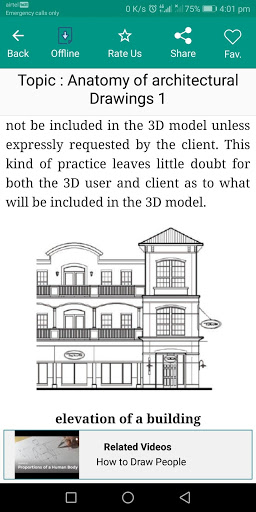 airtel
Emergency calls only
0 K/s 75% 4:01 pm
Back
Offline
Rate Us
Share
Fav.
Topic : Anatomy of architectural
Drawings 1
not be included in the 3D model unless
expressly requested by the client. This
kind of practice leaves little doubt for
both the 3D user and client as to what
will be included in the 3D model.
elevation of a building
Related Videos
How to Draw People
Proportions of a Human Body